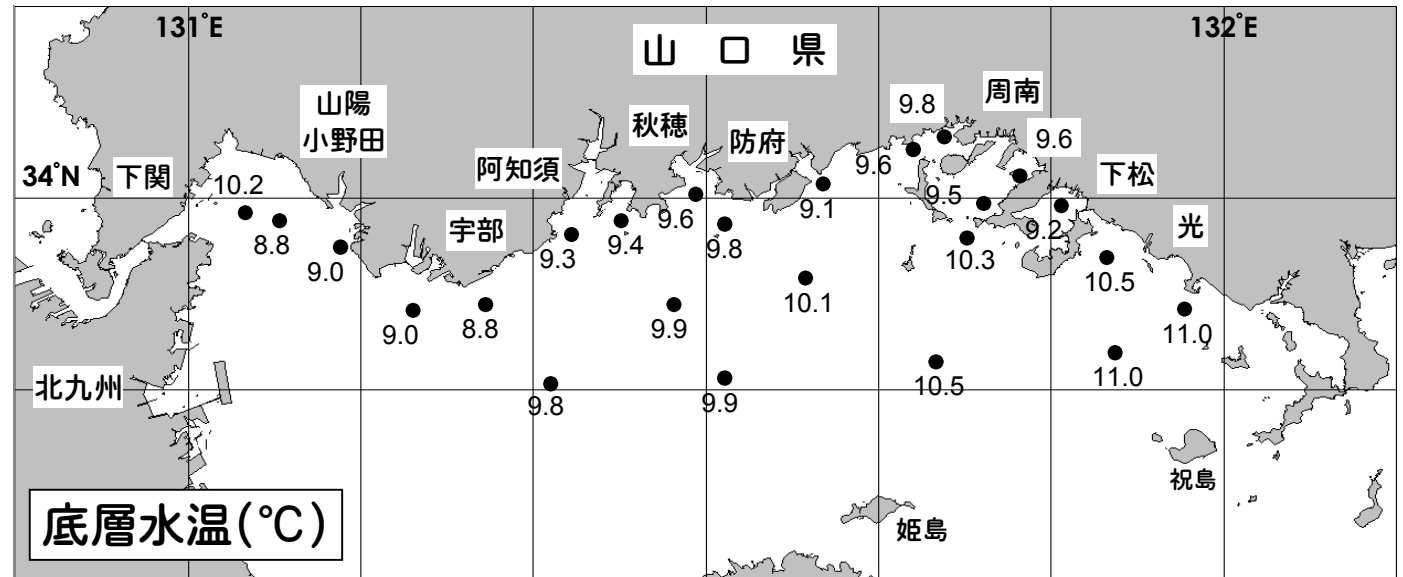 131°E
132°E
山 口 県
山陽
小野田
秋穂
防府
9.8
周南
9.6
9.6
下松
34°N
下関
10.2
阿知須
9.1
9.5
光
8.8
9.0
宇部
9.3
9.4
9.6
9.8
10.3
9.2
10.5
10.1
9.0
8.8
9.9
11.0
11.0
北九州
9.8
9.9
10.5
祝島
姫島
底層水温(℃)